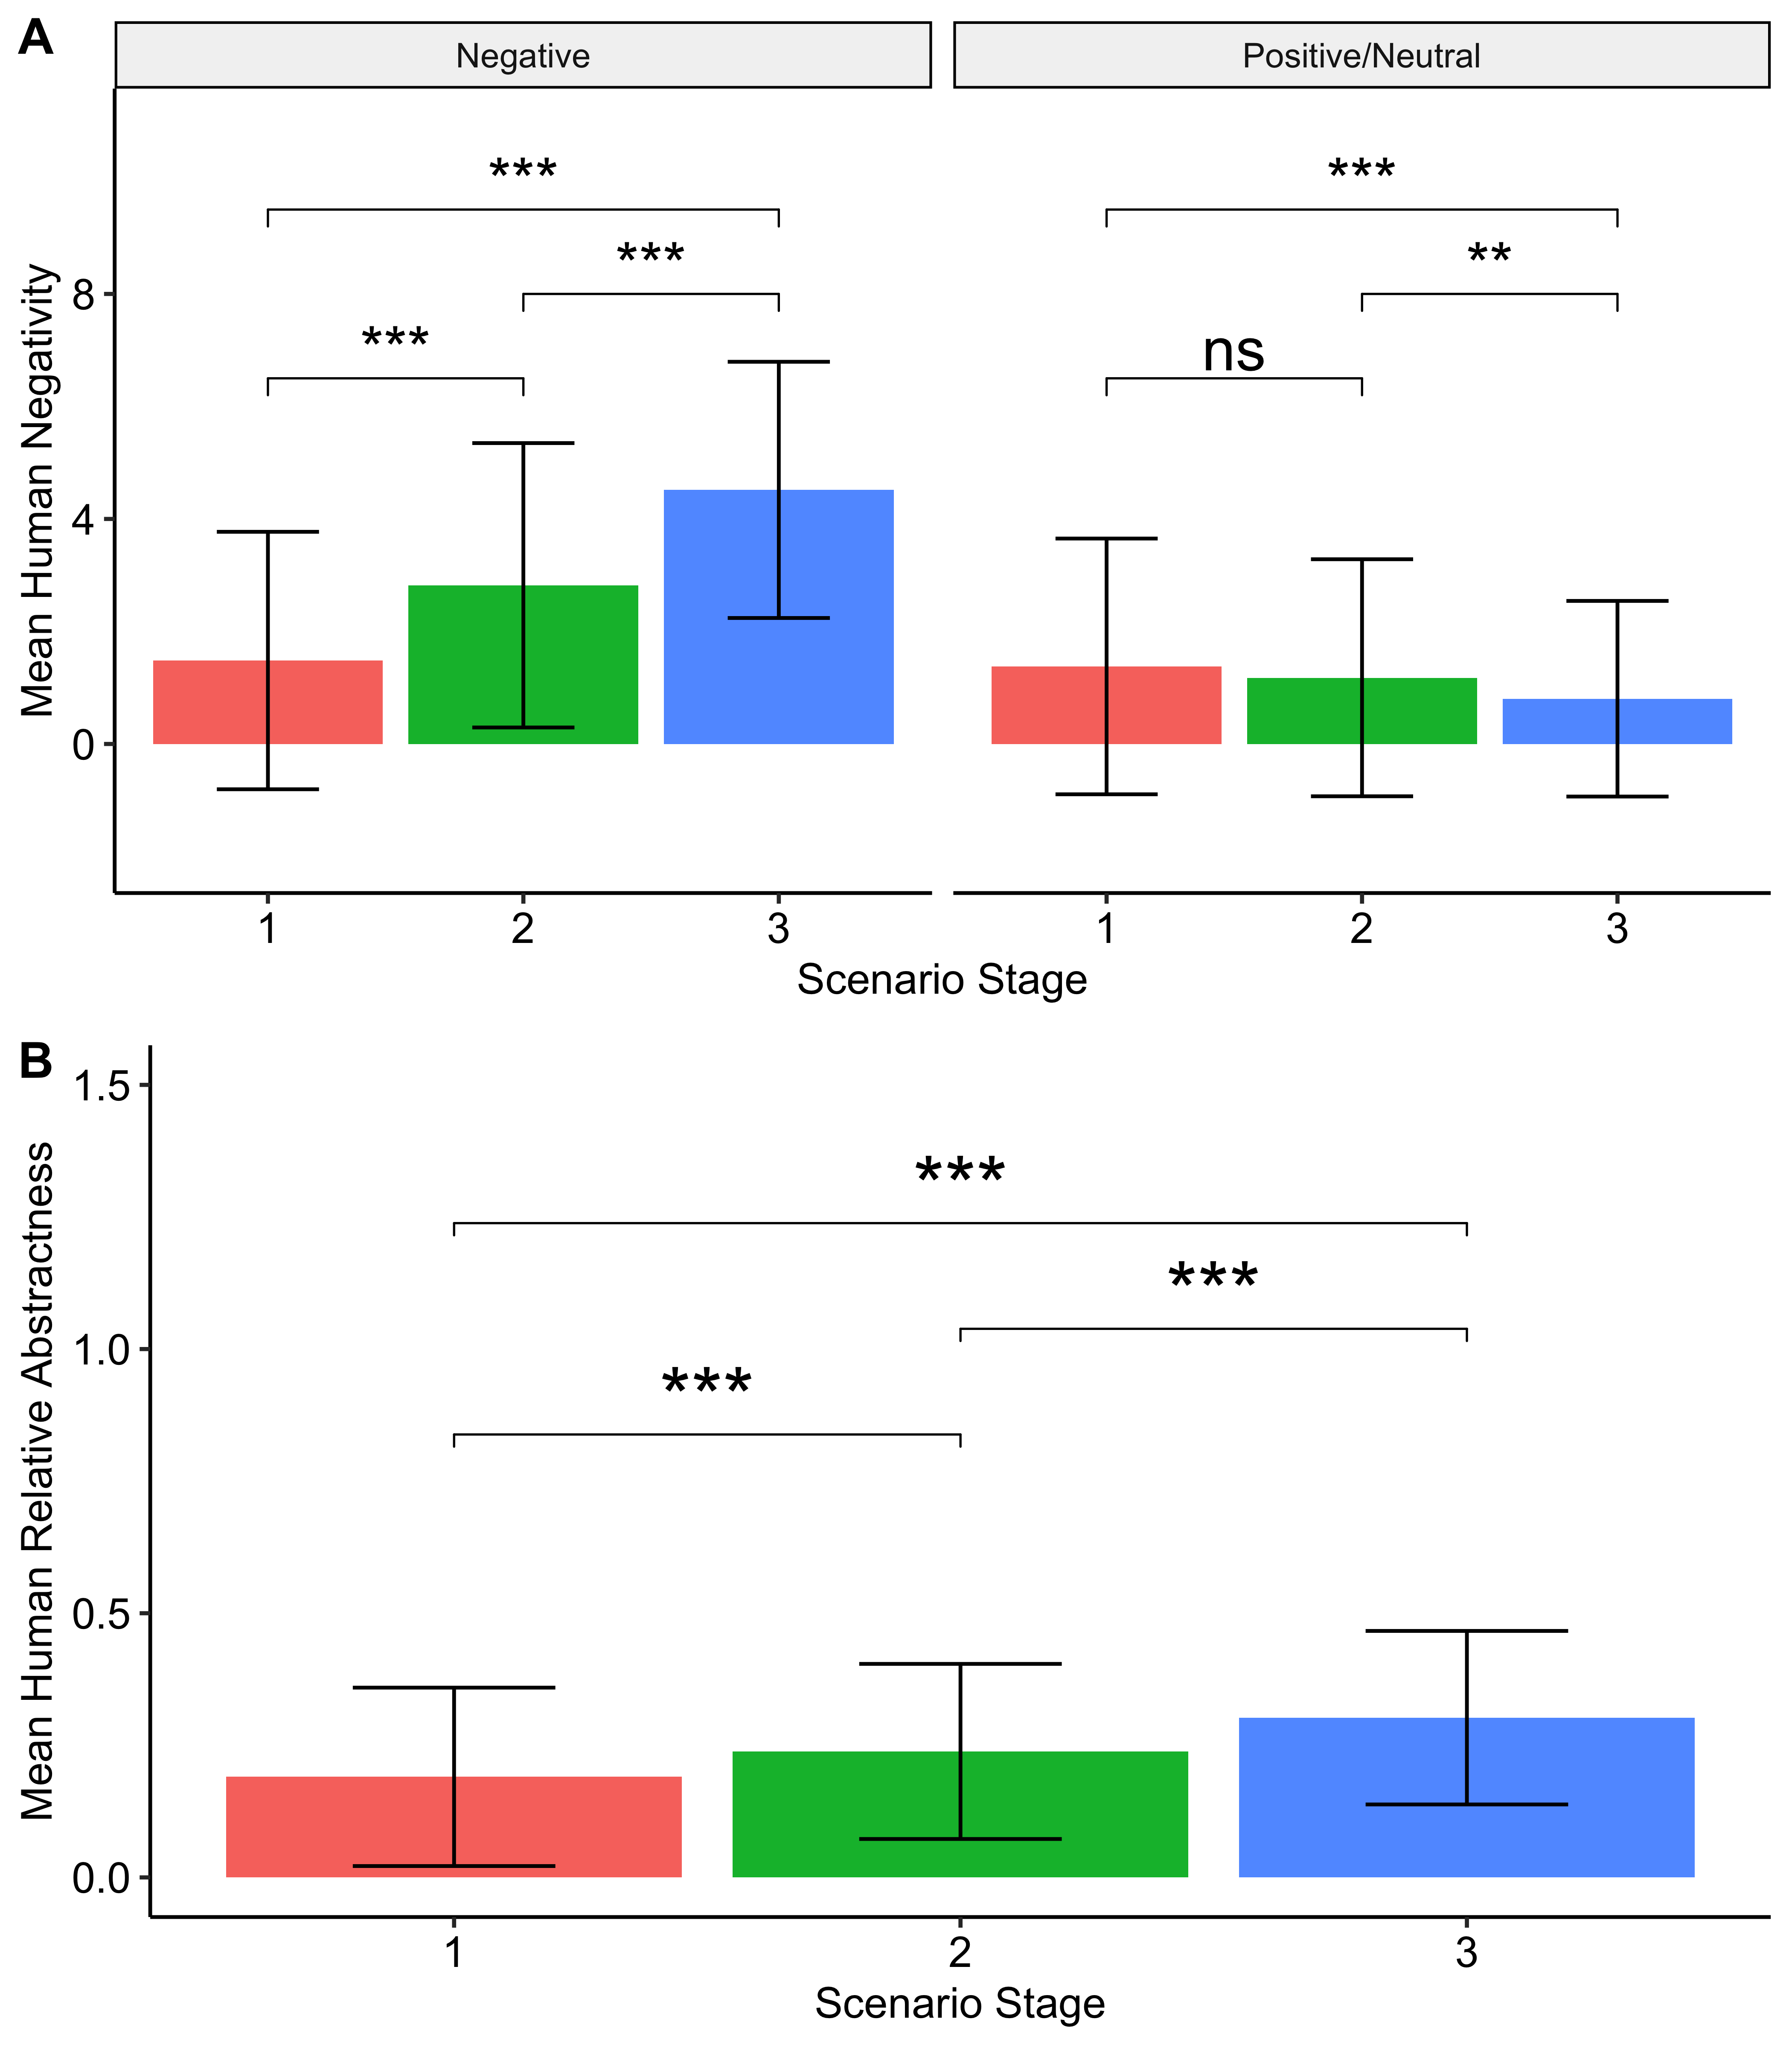 A
Negative
Positive/Neutral
Mean Human Negativity
***
***
***
***
**
ns
8
4
0
1 2 3
1 2 3
Scenario Stage
B
Mean Human Relative Abstractness
1.5
1.0
0.5
0.0
***
***
***
1 2 3
Scenario Stage